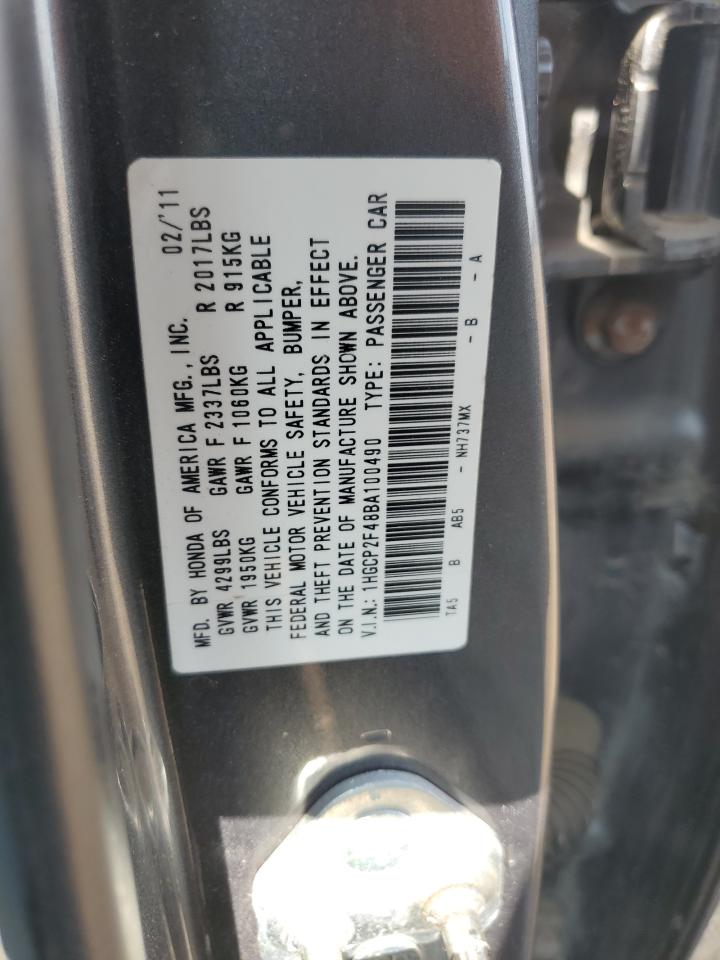 MFD. BY HONDA OF AMERICA MFG., INC. 02/'11
GVWR 4299LBS GAWR F 2337LBS R 2017LBS
GVWR 1950KG GAWR F 1060KG R 915KG
THIS VEHICLE CONFORMS TO ALL APPLICABLE
FEDERAL MOTOR VEHICLE SAFETY, BUMPER,
AND THEFT PREVENTION STANDARDS IN EFFECT
ON THE DATE OF MANUFACTURE SHOWN ABOVE.
V.I.N.: 1HGCP2F48BA100490 TYPE: PASSENGER CAR
TA5 B AB5 - NH737MX - B - A